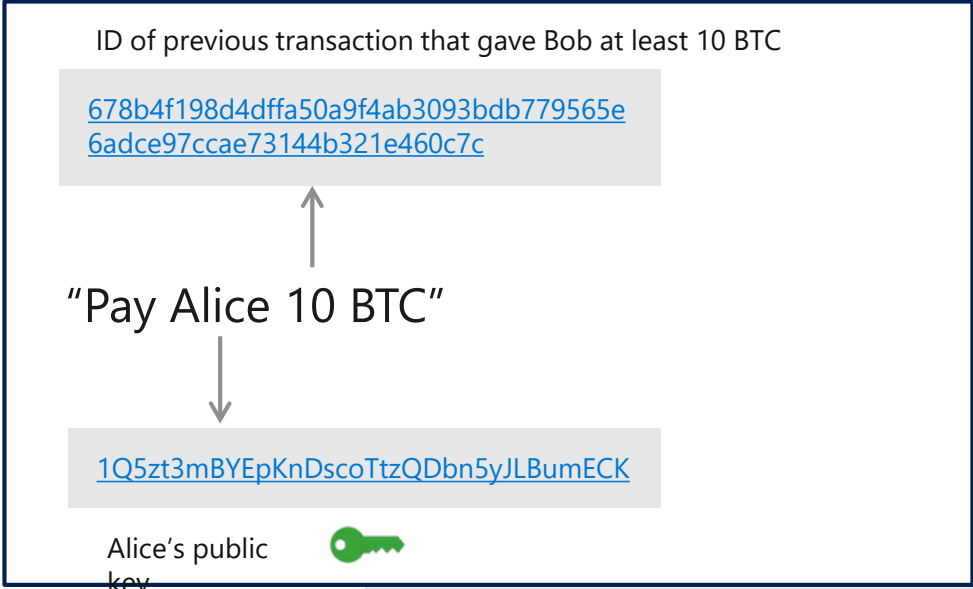 ID of previous transaction that gave Bob at least 10 BTC
678b4f198d4dffa50a9f4ab3093bdb779565e
6adce97ccae73144b321e460c7c
“Pay Alice 10 BTC”
1Q5zt3mBYEpKnDscoTtzQDbn5yJLBumECK
Alice’s public
key